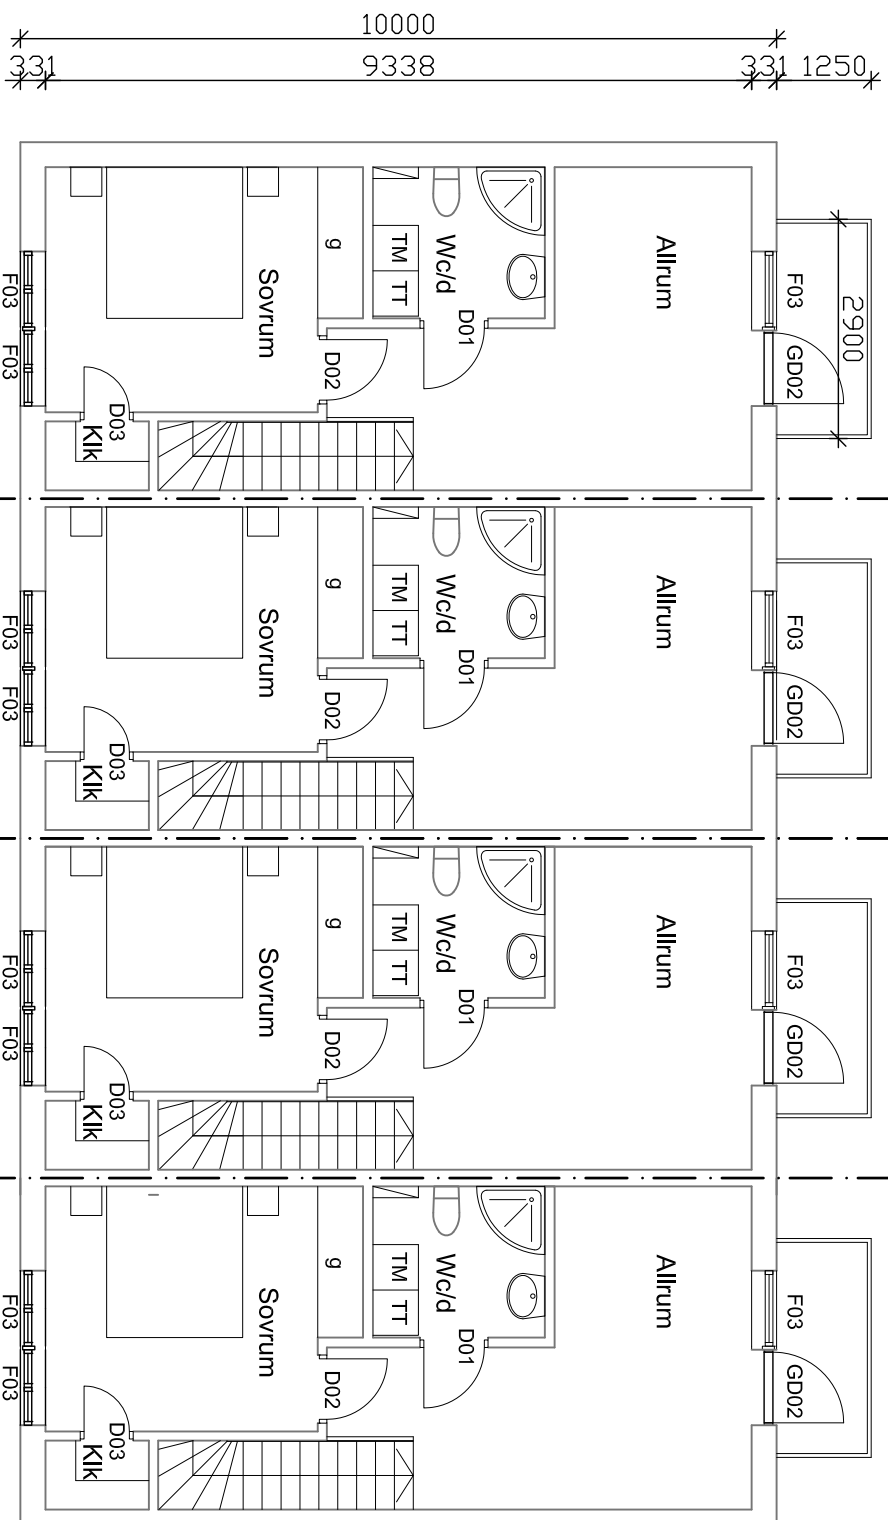 10000
331 9338 331 1250
2900
F03
GD02
Allrum
Wc/d
D01
TM
TT
g
D02
Sovrum
D03
Klk
F03
F03
F03
GD02
Allrum
Wc/d
D01
TM
TT
g
D02
Sovrum
D03
Klk
F03
F03
F03
GD02
Allrum
Wc/d
D01
TM
TT
g
D02
Sovrum
D03
Klk
F03
F03
F03
GD02
Allrum
Wc/d
D01
TM
TT
g
D02
Sovrum
D03
Klk
F03
F03